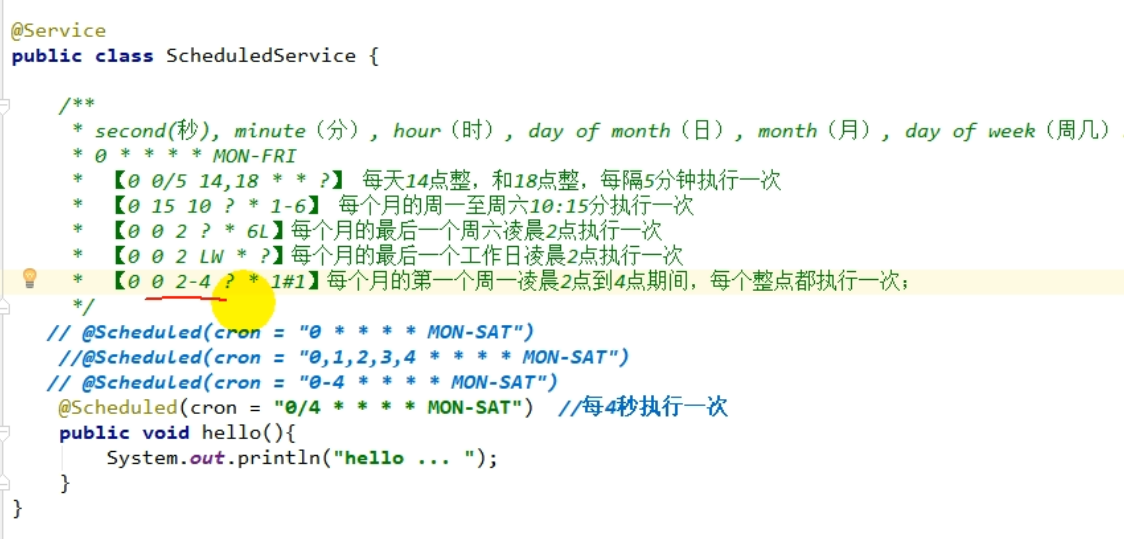 @Service
public class ScheduledService {
/**
* second(秒), minute（分）, hour（时）, day of month（日）, month（月）, day of week（周几）.
* 0 * * * * MON-FRI
* 【0 0/5 14,18 * * ?】 每天14点整，和18点整，每隔5分钟执行一次
* 【0 15 10 ? * 1-6】 每个月的周一至周六10:15分执行一次
* 【0 0 2 ? * 6L】每个月的最后一个周六凌晨2点执行一次
* 【0 0 2 LW * ?】每个月的最后一个工作日凌晨2点执行一次
* 【0 0 2-4 ? * 1#1】每个月的第一个周一凌晨2点到4点期间，每个整点都执行一次；
*/
// @Scheduled(cron = "0 * * * * MON-SAT")
//@Scheduled(cron = "0,1,2,3,4 * * * * MON-SAT")
// @Scheduled(cron = "0-4 * * * * MON-SAT")
@Scheduled(cron = "0/4 * * * * MON-SAT")  //每4秒执行一次
public void hello(){
System.out.println("hello ... ");
}
}